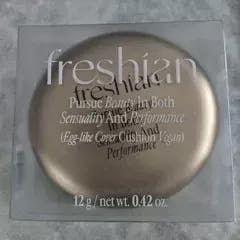 freshian
Pursue Beauty In Both
Sensuality And Performance
(Egg-like Cover Cushion Vegan)
12 g / net wt. 0.42 oz.
freshian
Performance